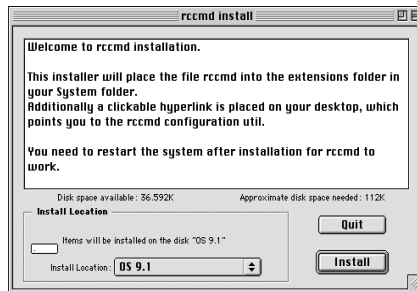 rccmd install
Welcome to rccmd installation.
This installer will place the file rccmd into the extensions folder in
your System folder.
Additionally a clickable hyperlink is placed on your desktop, which
points you to the rccmd configuration util.
You need to restart the system after installation for rccmd to
work.
Disk space available: 36.592K
Approximate disk space needed: 112K
Install Location
Items will be installed on the disk "OS 9.1"
Install Location: OS 9.1
Quit
Install